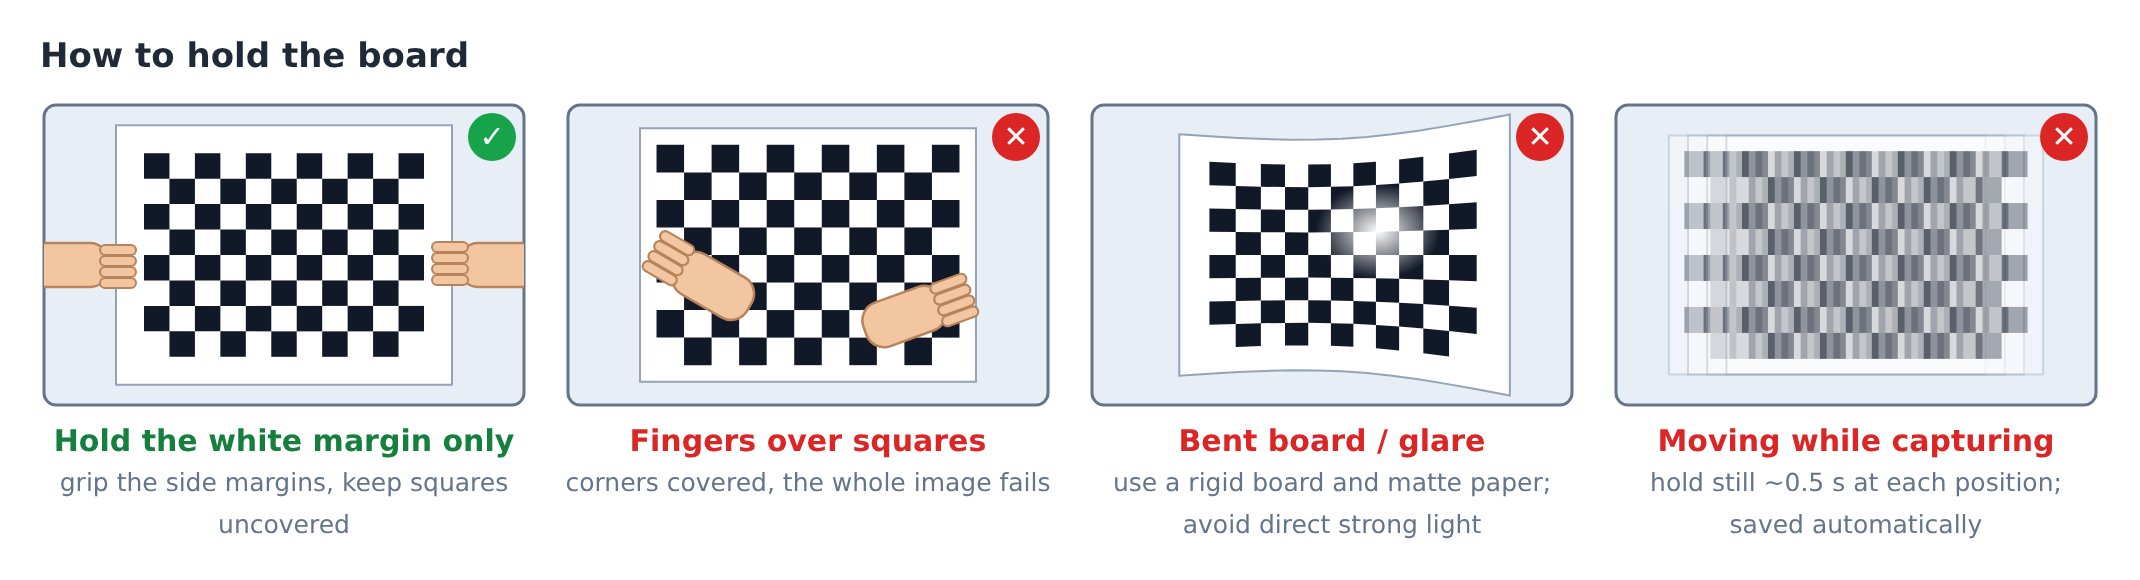 How to hold the board
✓
✕
✕
✕
Hold the white margin only
grip the side margins, keep squares
uncovered
Fingers over squares
corners covered, the whole image fails
Bent board / glare
use a rigid board and matte paper;
avoid direct strong light
Moving while capturing
hold still ~0.5 s at each position;
saved automatically